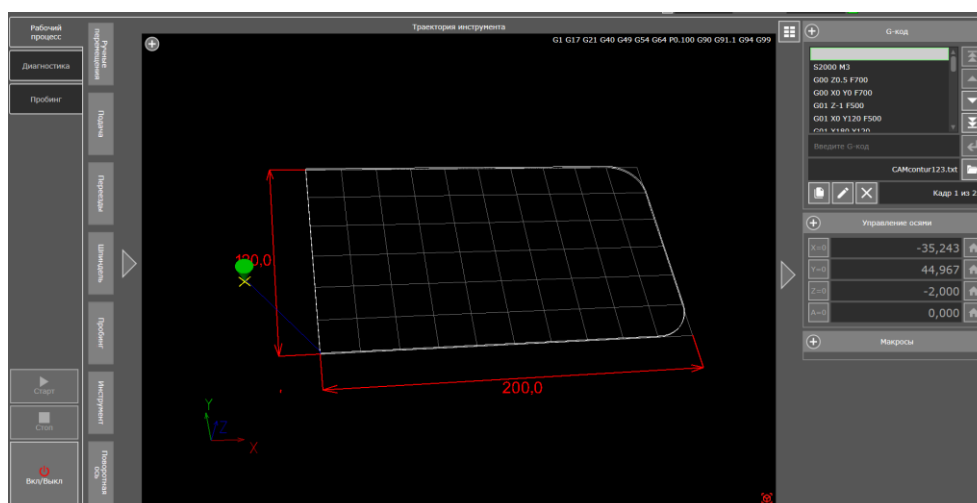 Рабочий
процесс
Диагностика
Пробинг
Старт
Стоп
Вкл/Выкл
Ручные
перемещения
Подача
Переезды
Шпиндель
Пробинг
Инструмент
Поворотная
ось
Траектория инструмента
G1 G17 G21 G40 G49 G54 G64 P0.100 G90 G91.1 G94 G99
200,0
Y
Z
X
G-код
S2000 M3
G00 Z0.5 F700
G00 X0 Y0 F700
G01 Z-1 F500
G01 X0 Y120 F500
G01 X180 Y120
Введите G-код
CAMcontur123.txt
Кадр 1 из 2
Управление осями
X=0 -35,243
Y=0 44,967
Z=0 -2,000
A=0 0,000
Макросы